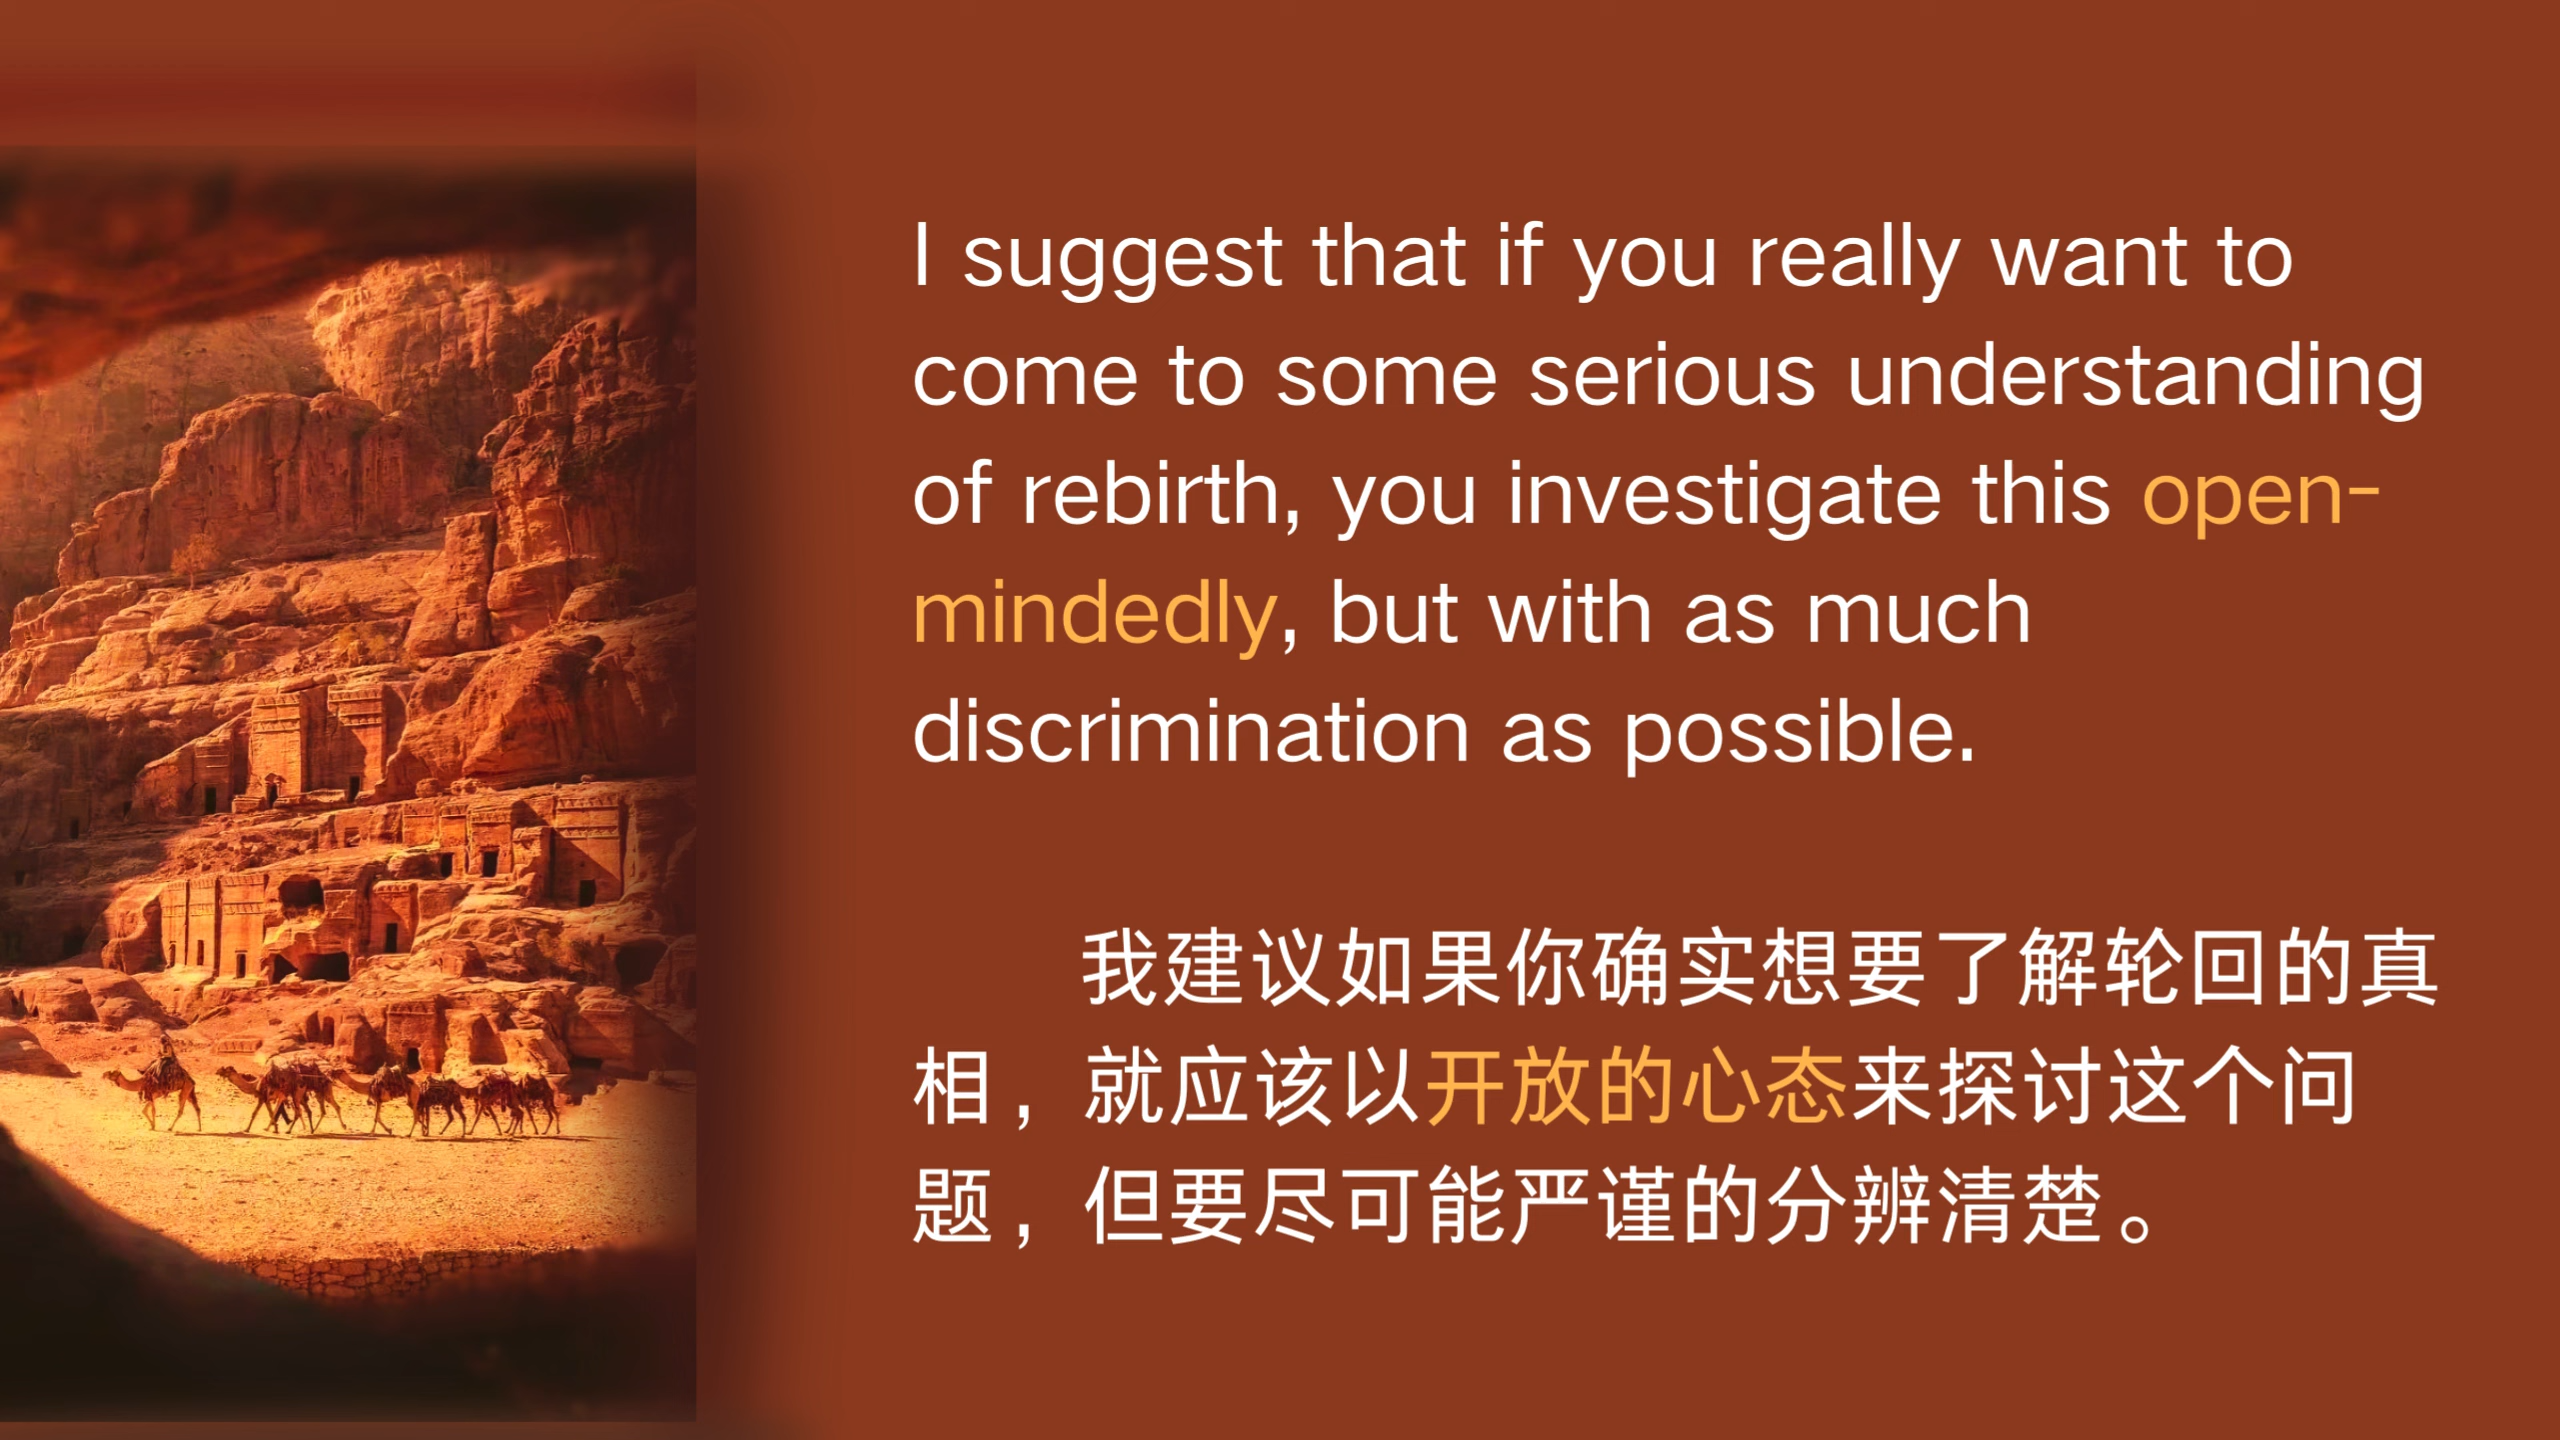 I suggest that if you really want to
come to some serious understanding
of rebirth, you investigate this open-
mindedly, but with as much
discrimination as possible.
我建议如果你确实想要了解轮回的真
相，就应该以开放的心态来探讨这个问
题，但要尽可能严谨的分辨清楚。